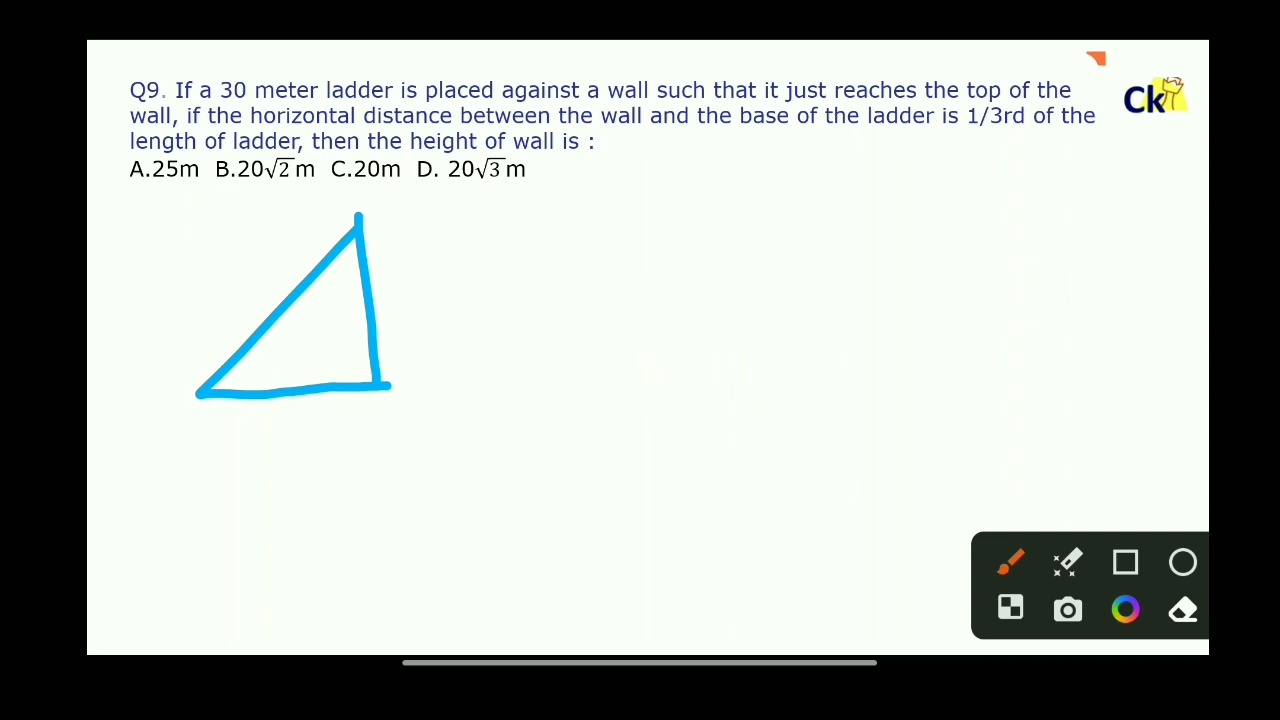 Q9. If a 30 meter ladder is placed against a wall such that it just reaches the top of the
wall, if the horizontal distance between the wall and the base of the ladder is 1/3rd of the
length of ladder, then the height of wall is :
A.25m B.20√2 m C.20m D. 20√3 m
Ck